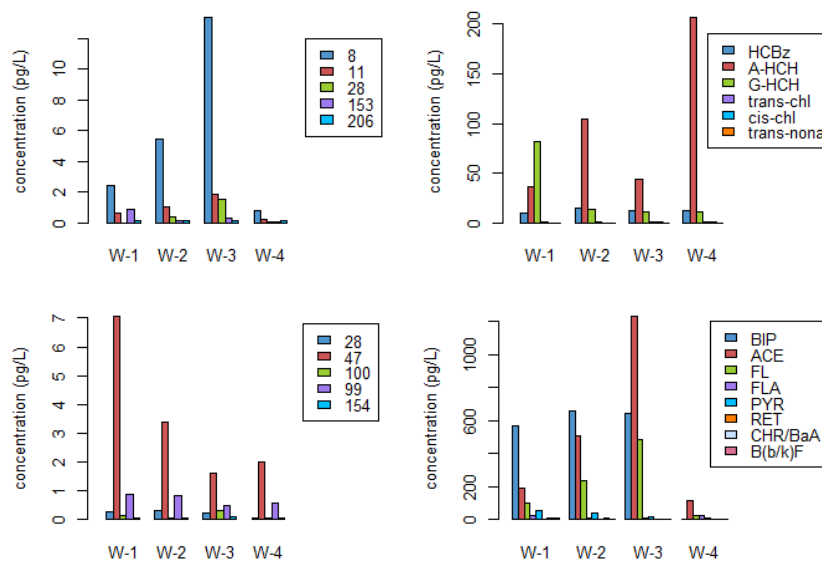 concentration (pg/L)
10
8
6
4
2
0
W-1 W-2 W-3 W-4
8
11
28
153
206
concentration (pg/L)
200
150
100
50
0
W-1 W-2 W-3 W-4
HCBz
A-HCH
G-HCH
trans-chl
cis-chl
trans-nona
concentration (pg/L)
7
6
5
4
3
2
1
0
W-1 W-2 W-3 W-4
28
47
100
99
154
concentration (pg/L)
1000
600
200
0
W-1 W-2 W-3 W-4
BIP
ACE
FL
FLA
PYR
RET
CHR/BaA
B(b/k)F